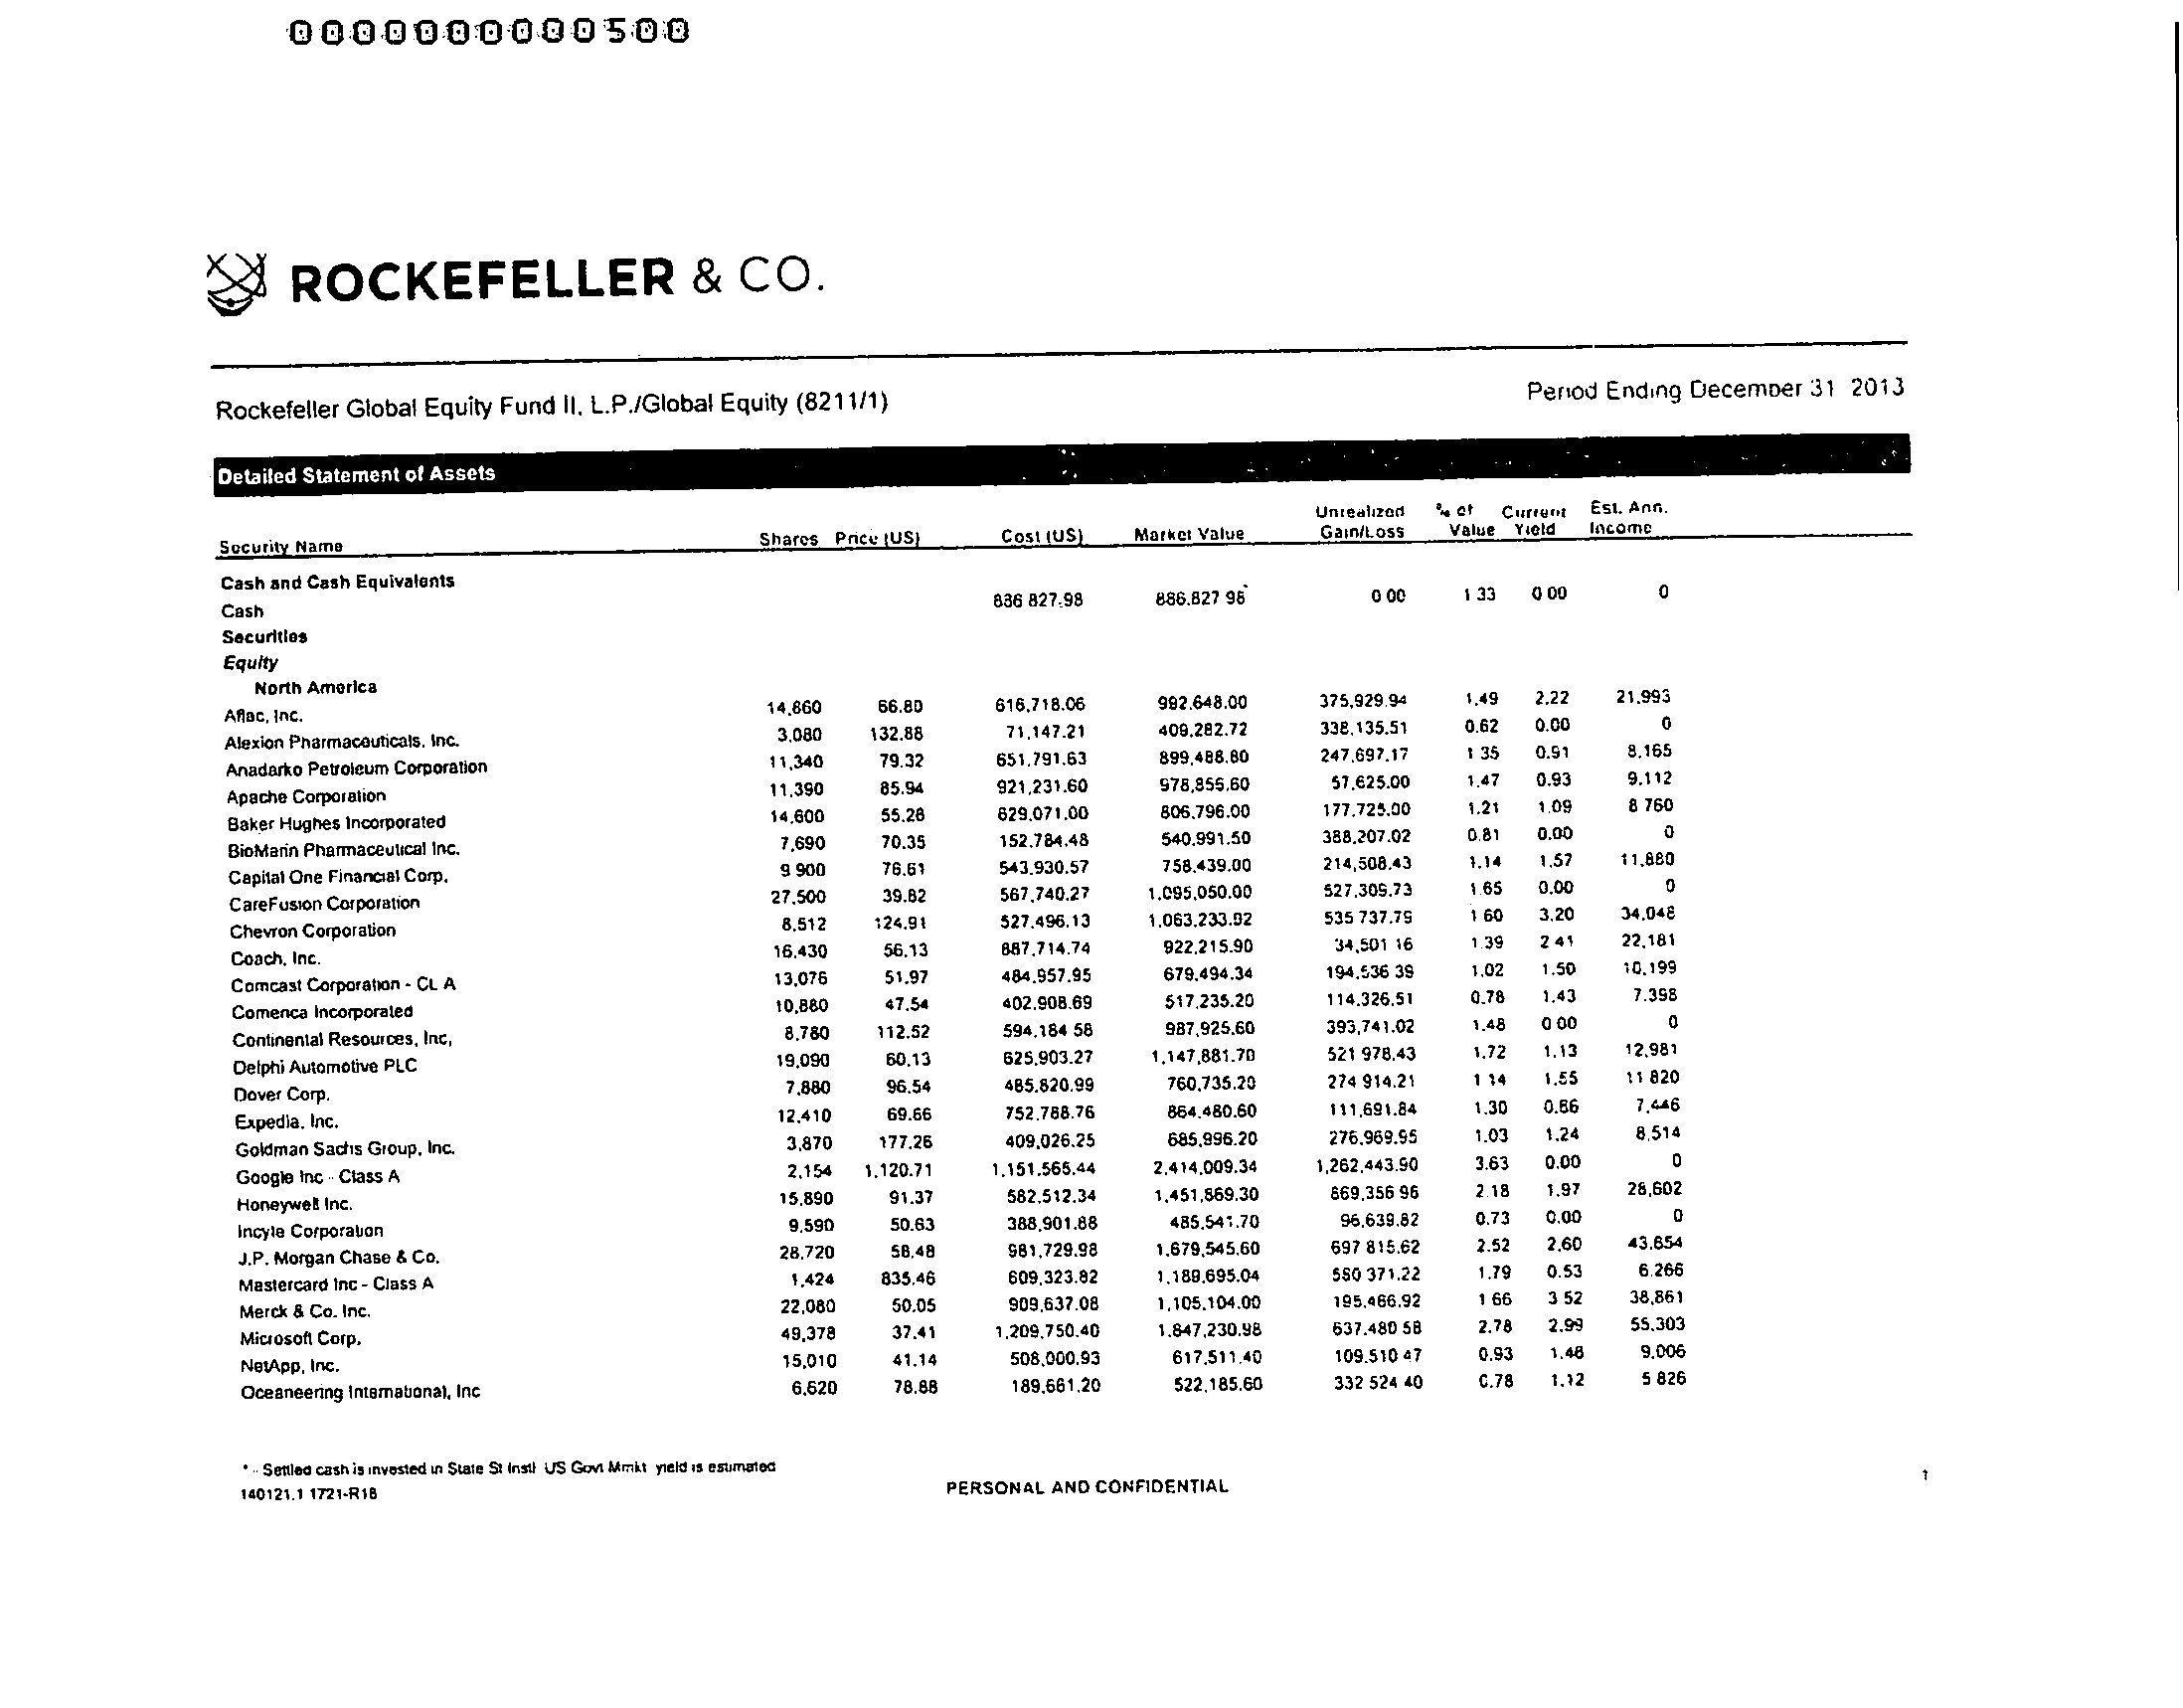 0000000000500
ROCKEFELLER & CO.
Rockefeller Global Equity Fund II, L.P./Global Equity (8211/1) Period Ending December 31 2013
Detailed Statement of Assets
Security Name Shares Price (US) Cost (US) Market Value Unrealized Gain/Loss % of Value Current Yield Est. Ann. Income
Cash and Cash Equivalents
Cash 886 827.98 886.827 98* 0 00 1 33 0 00 0
Securities
Equity
North America
Aflac, Inc. 14,860 66.80 616,718.06 992,648.00 375,929.94 1.49 2.22 21,993
Alexion Pharmaceuticals, Inc. 3,080 132.88 71,147.21 409,282.72 338,135.51 0.62 0.00 0
Anadarko Petroleum Corporation 11,340 79.32 651,791.63 899,488.80 247,697.17 1 35 0.91 8,165
Apache Corporation 11,390 85.94 921,231.60 978,856.60 57,625.00 1.47 0.93 9,112
Baker Hughes Incorporated 14,600 55.26 629,071.00 806,796.00 177,725.00 1.21 1.09 8 760
BioMarin Pharmaceutical Inc. 7,690 70.35 152,784.48 540,991.50 388,207.02 0.81 0.00 0
Capital One Financial Corp. 9 900 76.61 543,930.57 758,439.00 214,508.43 1.14 1.57 11,880
CareFusion Corporation 27,500 39.82 567,740.27 1,095,050.00 527,309.73 1.65 0.00 0
Chevron Corporation 8,512 124.91 527,496.13 1,063,233.92 535 737.79 1 60 3.20 34,048
Coach, Inc. 16,430 56.13 887,714.74 922,215.90 34,501 16 1.39 2 41 22,181
Comcast Corporation - CL A 13,076 51.97 484,957.95 679,494.34 194,536 39 1.02 1.50 10,199
Comerica Incorporated 10,880 47.54 402,908.69 517,235.20 114,326.51 0.78 1.43 7,398
Continental Resources, Inc, 8,780 112.52 594,184 58 987,925.60 393,741.02 1.48 0 00 0
Delphi Automotive PLC 19,090 60.13 625,903.27 1,147,881.70 521 978.43 1.72 1.13 12,981
Dover Corp. 7,880 96.54 485,820.99 760,735.20 274 914.21 1 14 1.55 11 820
Expedia, Inc. 12,410 69.66 752,788.76 864,480.60 111,691.84 1.30 0.86 7,446
Goldman Sachs Group, Inc. 3,870 177.26 409,026.25 685,996.20 276,969.95 1.03 1.24 8,514
Google Inc - Class A 2,154 1,120.71 1,151,565.44 2,414,009.34 1,262,443.90 3.63 0.00 0
Honeywell Inc. 15,890 91.37 582,512.34 1,451,869.30 869,356 96 2.18 1.97 28,602
Incyte Corporation 9,590 50.63 388,901.88 485,541.70 96,639.82 0.73 0.00 0
J.P. Morgan Chase & Co. 28,720 58.48 981,729.98 1,679,545.60 697 815.62 2.52 2.60 43,654
Mastercard Inc - Class A 1,424 835.46 609,323.82 1,189,695.04 580 371.22 1.79 0.53 6,266
Merck & Co. Inc. 22,080 50.05 909,637.08 1,105,104.00 195,466.92 1 66 3 52 38,861
Microsoft Corp. 49,378 37.41 1,209,750.40 1,847,230.98 637,480 58 2.78 2.99 55,303
NetApp, Inc. 15,010 41.14 508,000.93 617,511.40 109,510 47 0.93 1.46 9,006
Oceaneering International, Inc 6,620 78.88 189,661.20 522,185.60 332 524 40 0.78 1.12 5 826
* - Settled cash is invested in State St Instl US Govt Mmkt yield is estimated
140121.1 1721-R18 PERSONAL AND CONFIDENTIAL 1